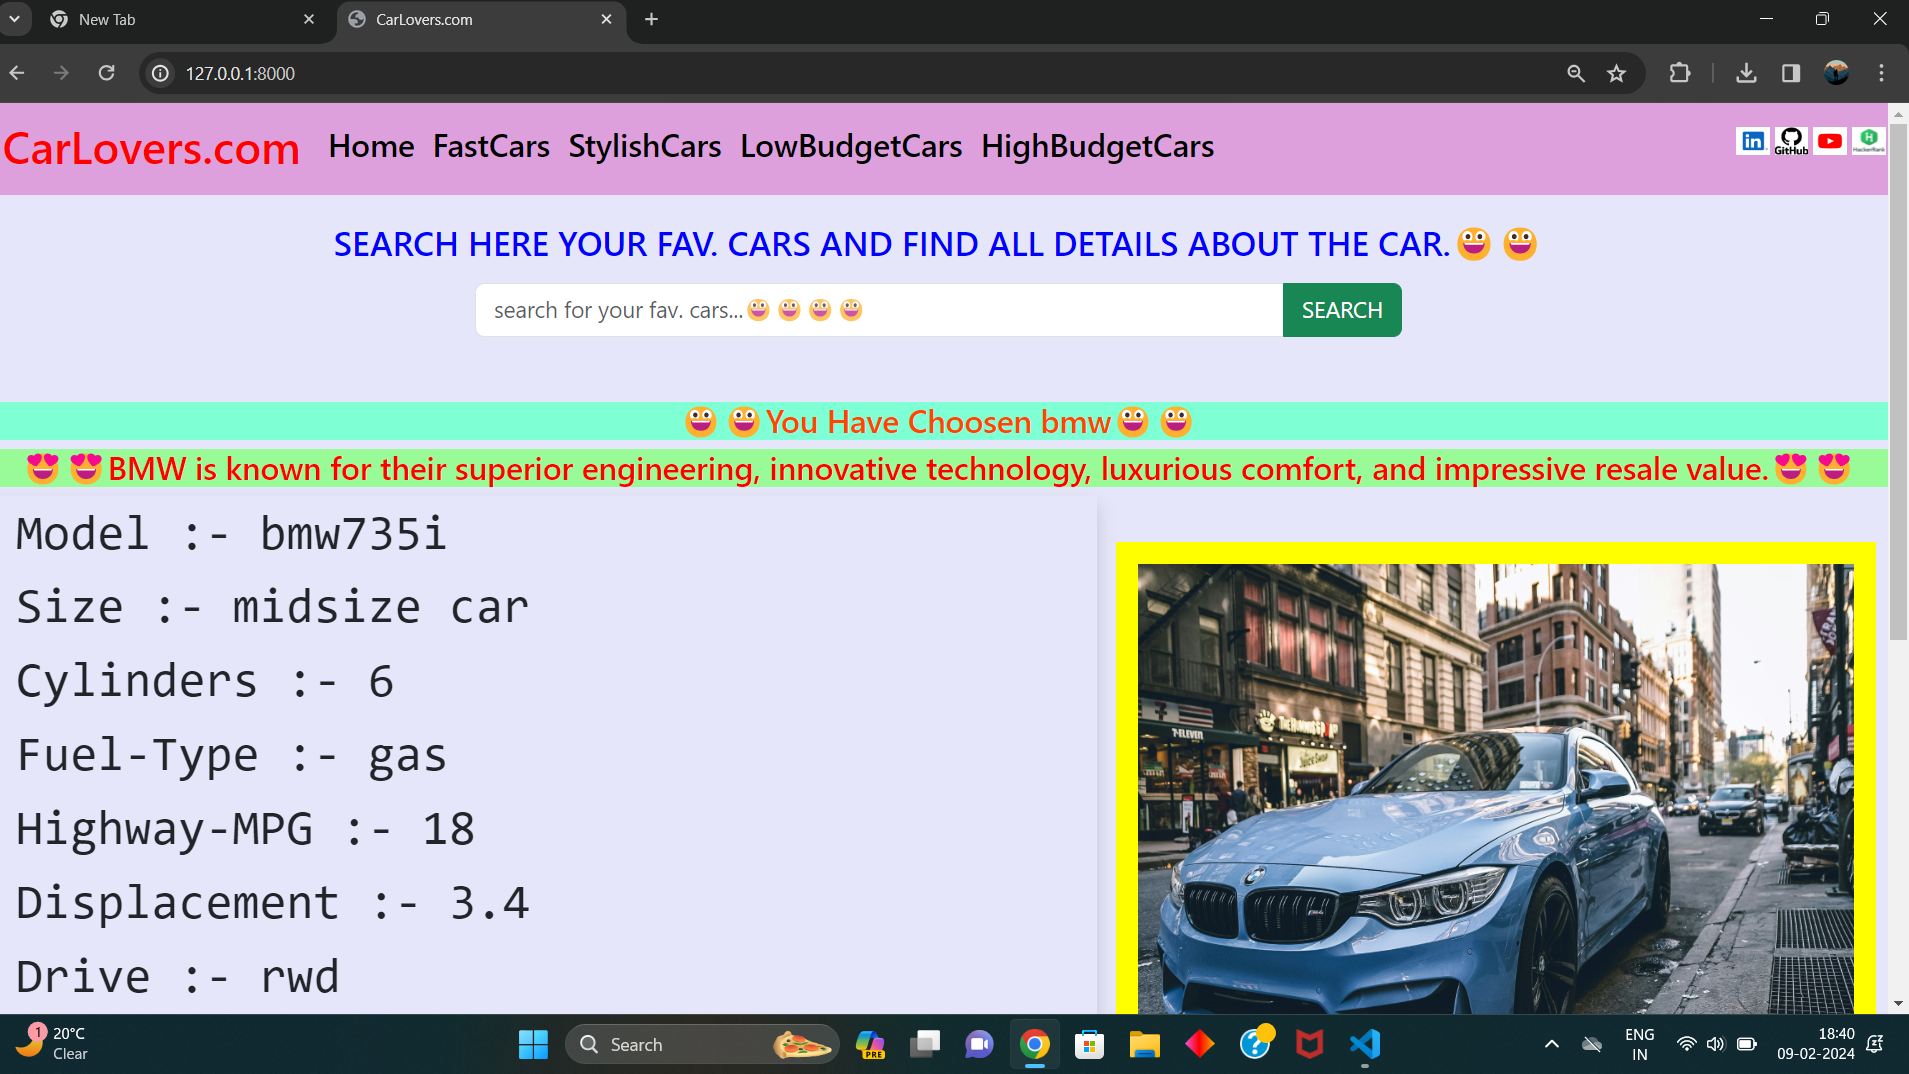 New Tab
CarLovers.com
127.0.0.1:8000
CarLovers.com Home FastCars StylishCars LowBudgetCars HighBudgetCars
in GitHub HackerRank
SEARCH HERE YOUR FAV. CARS AND FIND ALL DETAILS ABOUT THE CAR.😀 😀
search for your fav. cars...😀 😀 😀 😀 SEARCH
😀 😀You Have Choosen bmw😀 😀
😍 😍BMW is known for their superior engineering, innovative technology, luxurious comfort, and impressive resale value.😍 😍
Model :- bmw735i
Size :- midsize car
Cylinders :- 6
Fuel-Type :- gas
Highway-MPG :- 18
Displacement :- 3.4
Drive :- rwd
7-ELEVEN
M4
1
20°C
Clear
Search
PRE
ENG
IN
18:40
09-02-2024